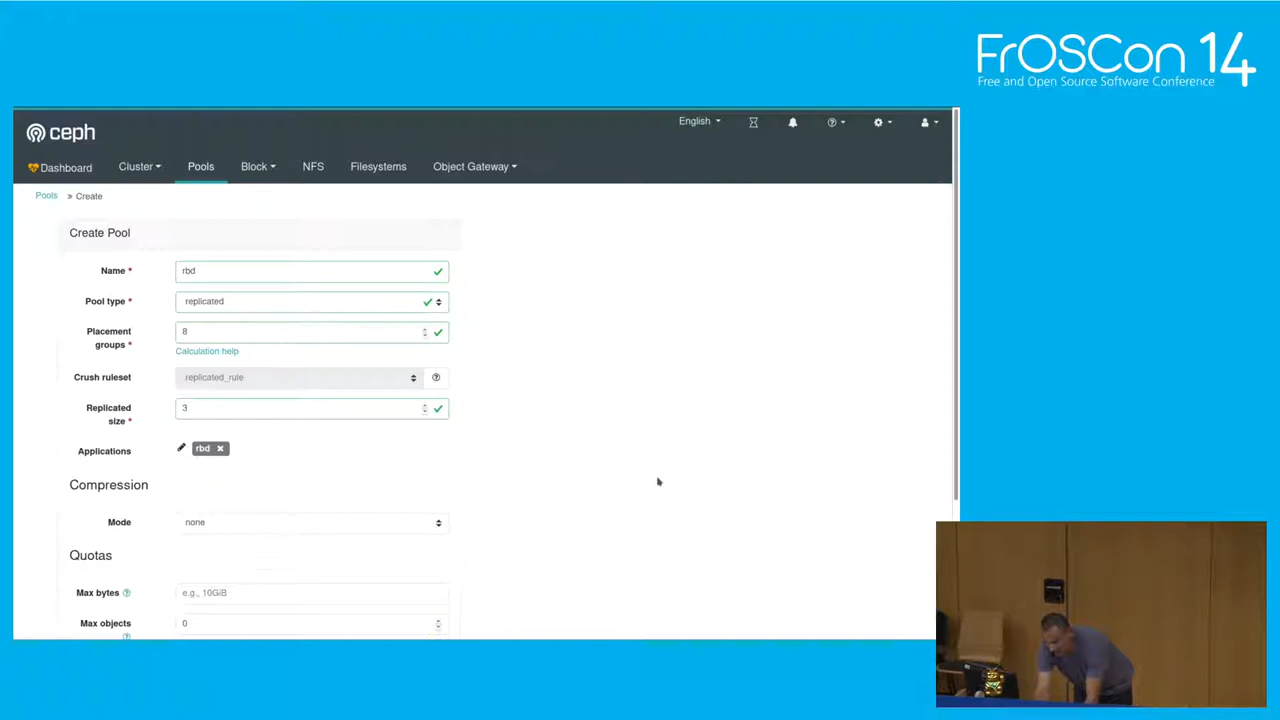 FrOSCon 14
Free and Open Source Software Conference
ceph
English
Dashboard Cluster Pools Block NFS Filesystems Object Gateway
Pools » Create
Create Pool
Name * rbd
Pool type * replicated
Placement groups * 8
Calculation help
Crush ruleset replicated_rule
Replicated size * 3
Applications rbd
Compression
Mode none
Quotas
Max bytes e.g., 10GiB
Max objects 0